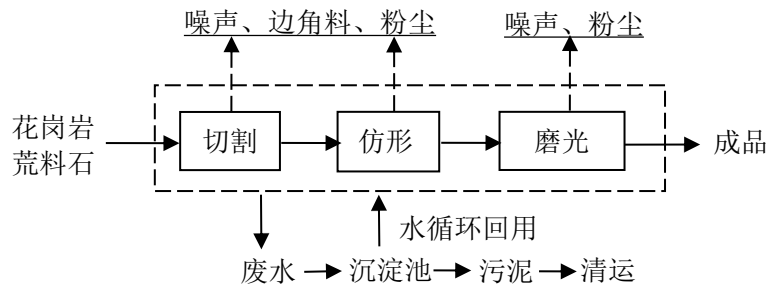 噪声、边角料、粉尘
噪声、粉尘
花岗岩
荒料石
切割
仿形
磨光
成品
水循环回用
废水
沉淀池
污泥
清运